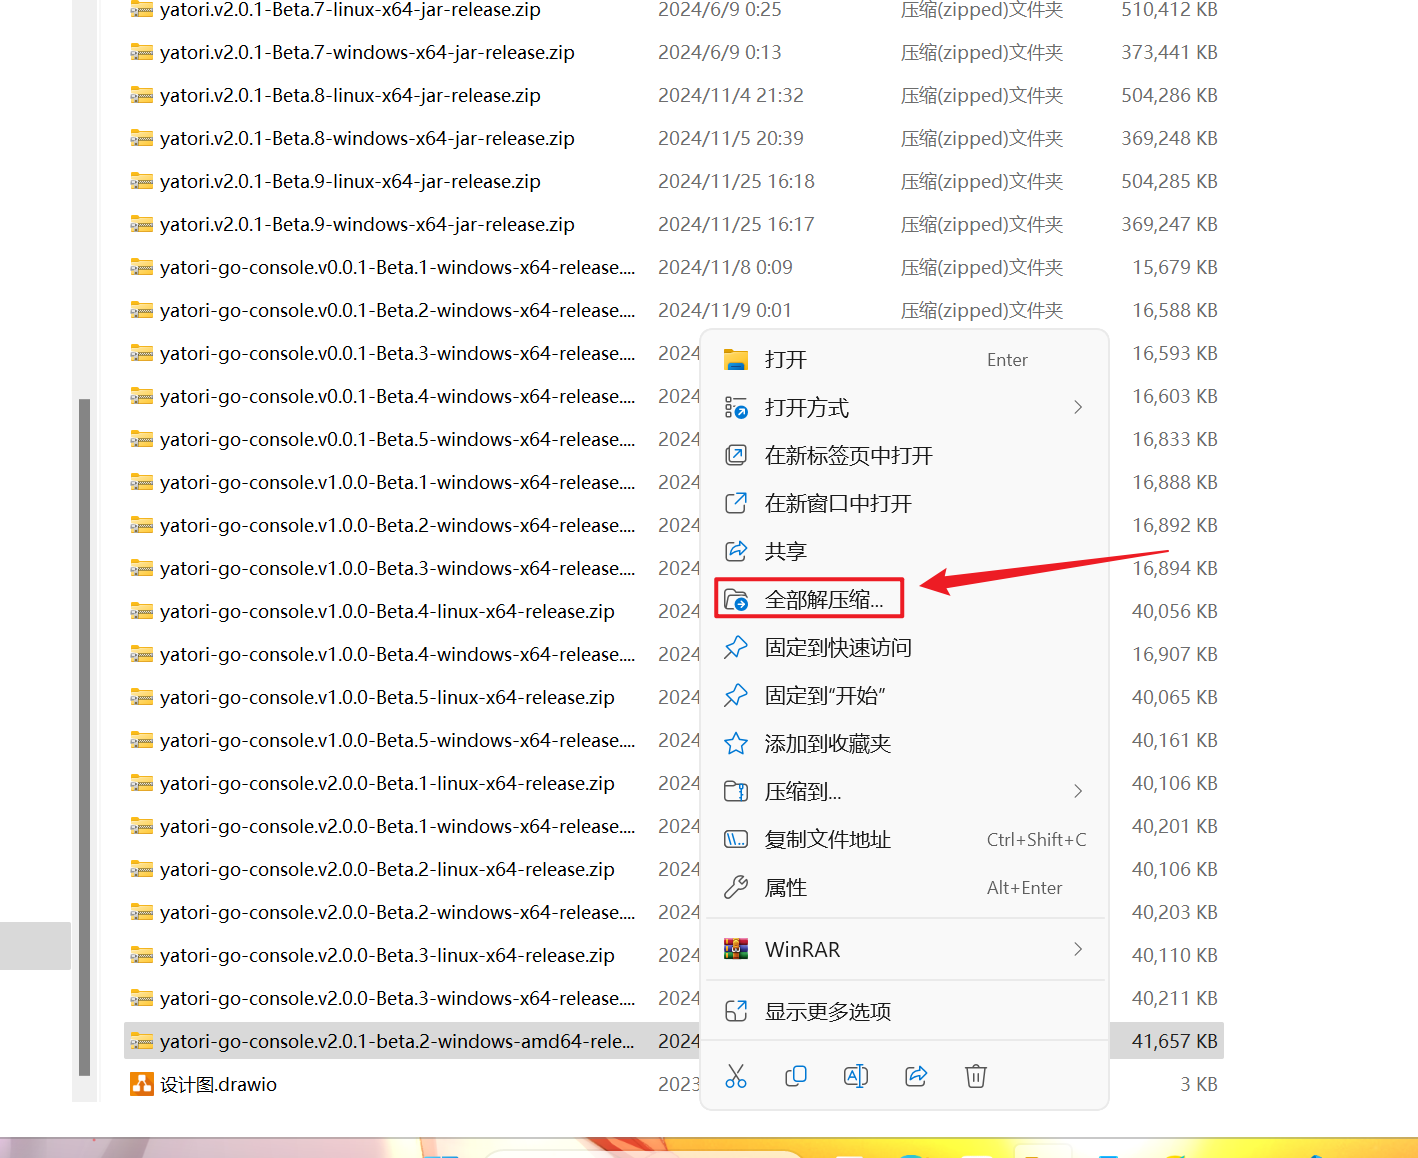 yatori.v2.0.1-Beta.7-linux-x64-jar-release.zip 2024/6/9 0:25 压缩(zipped)文件夹 510,412 KB
yatori.v2.0.1-Beta.7-windows-x64-jar-release.zip 2024/6/9 0:13 压缩(zipped)文件夹 373,441 KB
yatori.v2.0.1-Beta.8-linux-x64-jar-release.zip 2024/11/4 21:32 压缩(zipped)文件夹 504,286 KB
yatori.v2.0.1-Beta.8-windows-x64-jar-release.zip 2024/11/5 20:39 压缩(zipped)文件夹 369,248 KB
yatori.v2.0.1-Beta.9-linux-x64-jar-release.zip 2024/11/25 16:18 压缩(zipped)文件夹 504,285 KB
yatori.v2.0.1-Beta.9-windows-x64-jar-release.zip 2024/11/25 16:17 压缩(zipped)文件夹 369,247 KB
yatori-go-console.v0.0.1-Beta.1-windows-x64-release.... 2024/11/8 0:09 压缩(zipped)文件夹 15,679 KB
yatori-go-console.v0.0.1-Beta.2-windows-x64-release.... 2024/11/9 0:01 压缩(zipped)文件夹 16,588 KB
yatori-go-console.v0.0.1-Beta.3-windows-x64-release.... 2024 16,593 KB
yatori-go-console.v0.0.1-Beta.4-windows-x64-release.... 2024 16,603 KB
yatori-go-console.v0.0.1-Beta.5-windows-x64-release.... 2024 16,833 KB
yatori-go-console.v1.0.0-Beta.1-windows-x64-release.... 2024 16,888 KB
yatori-go-console.v1.0.0-Beta.2-windows-x64-release.... 2024 16,892 KB
yatori-go-console.v1.0.0-Beta.3-windows-x64-release.... 2024 16,894 KB
yatori-go-console.v1.0.0-Beta.4-linux-x64-release.zip 2024 40,056 KB
yatori-go-console.v1.0.0-Beta.4-windows-x64-release.... 2024 16,907 KB
yatori-go-console.v1.0.0-Beta.5-linux-x64-release.zip 2024 40,065 KB
yatori-go-console.v1.0.0-Beta.5-windows-x64-release.... 2024 40,161 KB
yatori-go-console.v2.0.0-Beta.1-linux-x64-release.zip 2024 40,106 KB
yatori-go-console.v2.0.0-Beta.1-windows-x64-release.... 2024 40,201 KB
yatori-go-console.v2.0.0-Beta.2-linux-x64-release.zip 2024 40,106 KB
yatori-go-console.v2.0.0-Beta.2-windows-x64-release.... 2024 40,203 KB
yatori-go-console.v2.0.0-Beta.3-linux-x64-release.zip 2024 40,110 KB
yatori-go-console.v2.0.0-Beta.3-windows-x64-release.... 2024 40,211 KB
yatori-go-console.v2.0.1-beta.2-windows-amd64-rele... 2024 41,657 KB
设计图.drawio 2023 3 KB
打开 Enter
打开方式
在新标签页中打开
在新窗口中打开
共享
全部解压缩...
固定到快速访问
固定到“开始”
添加到收藏夹
压缩到...
复制文件地址 Ctrl+Shift+C
属性 Alt+Enter
WinRAR
显示更多选项